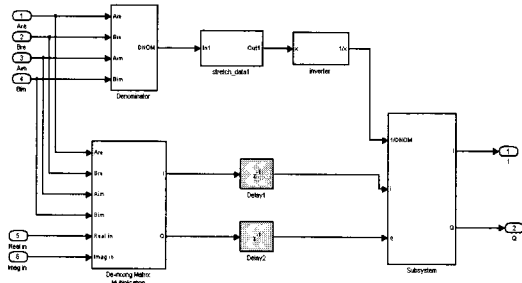 1
Are
Are
2
Bre
Bre
3
Aim
Aim
4
Bim
Bim
DNOM
Denominator
In1
Out1
stretch_data1
x
1/x
inverter
Are
Bre
Aim
Bim
Real in
Imag in
I
Q
De-mixing Matrix
Multiplication
5
Real in
6
Imag in
Delay1
Delay2
1/DNOM
i
q
I
Q
Subsystem
1
I
2
Q